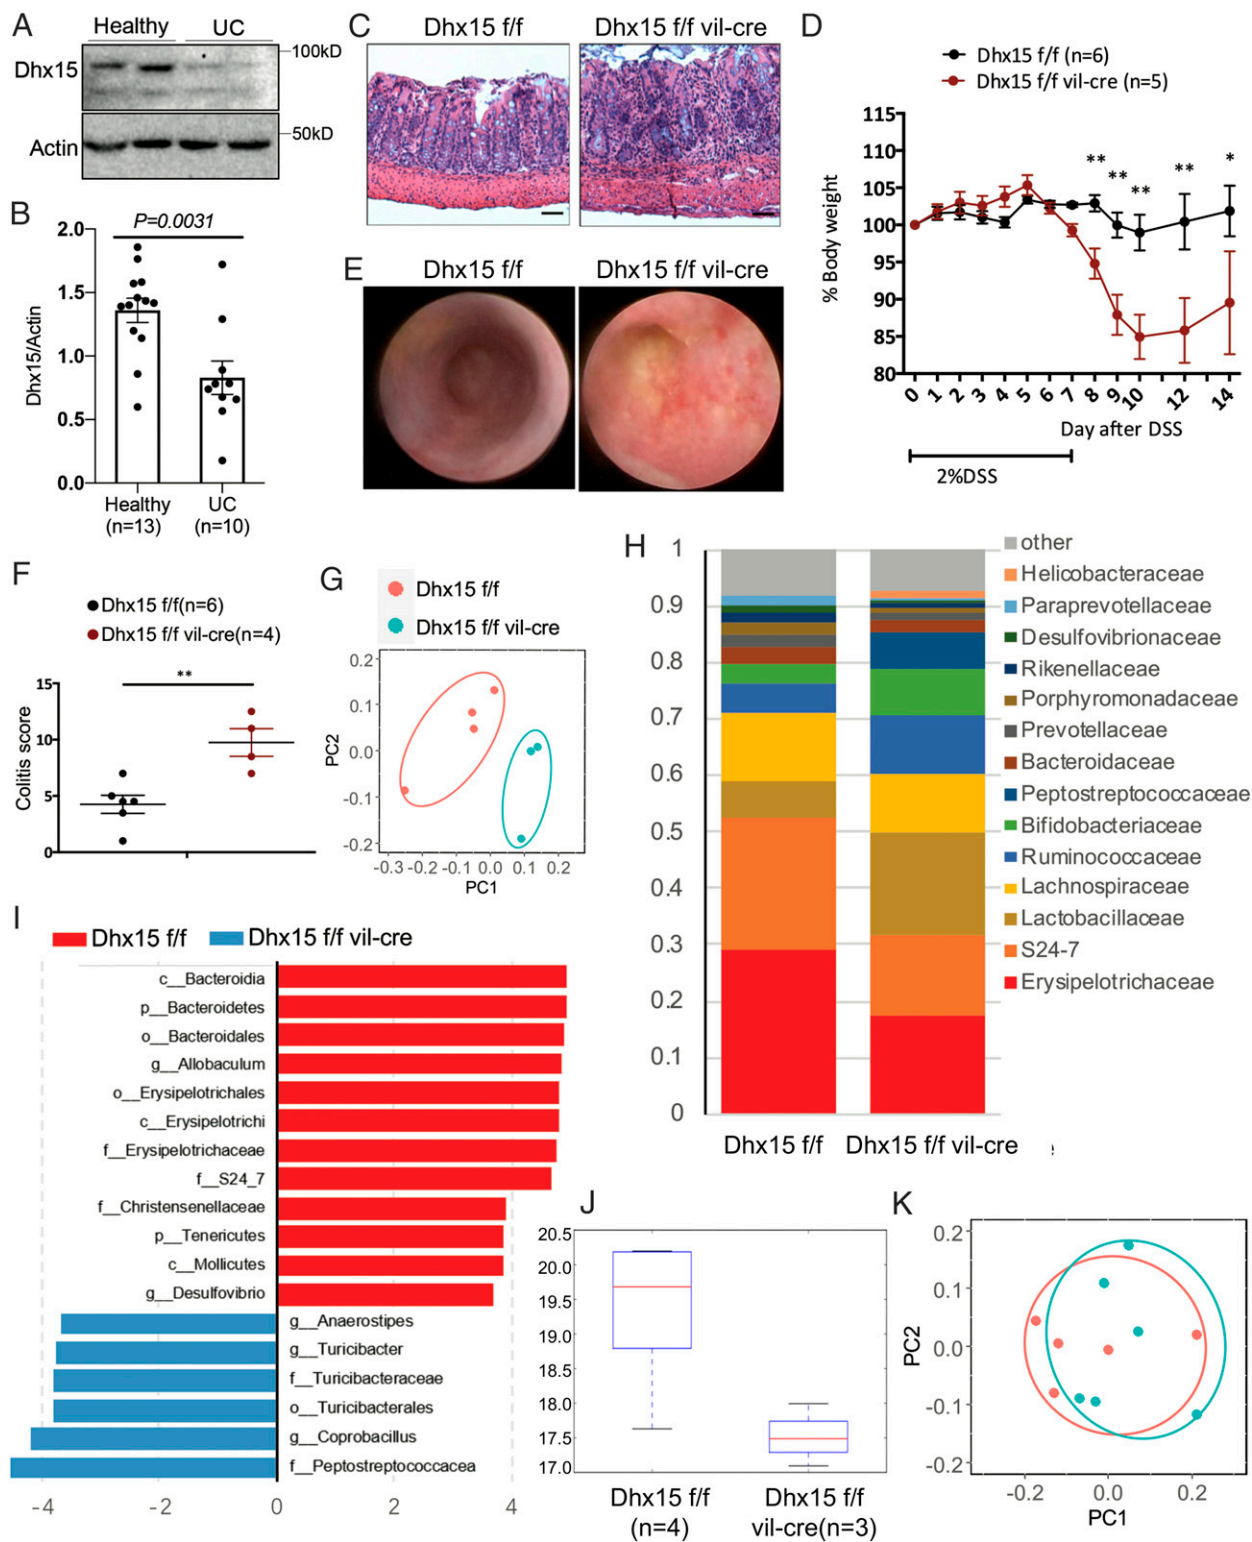 A
Healthy UC
Dhx15
100kD
Actin
50kD
B
P=0.0031
Dhx15/Actin
2.0
1.5
1.0
0.5
0.0
Healthy UC
(n=13) (n=10)
C
Dhx15 f/f Dhx15 f/f vil-cre
E
Dhx15 f/f Dhx15 f/f vil-cre
D
Dhx15 f/f (n=6)
Dhx15 f/f vil-cre (n=5)
% Body weight
115
110
105
100
95
90
85
80
** ** ** ** *
0 1 2 3 4 5 6 7 8 9 10 12 14
Day after DSS
2%DSS
F
Dhx15 f/f(n=6)
Dhx15 f/f vil-cre(n=4)
**
Colitis score
15
10
5
0
G
Dhx15 f/f
Dhx15 f/f vil-cre
PC2
0.2
0.1
0.0
-0.1
-0.2
-0.3 -0.2 -0.1 0.0 0.1 0.2
PC1
H
1
0.9
0.8
0.7
0.6
0.5
0.4
0.3
0.2
0.1
0
Dhx15 f/f Dhx15 f/f vil-cre
other
Helicobacteraceae
Paraprevotellaceae
Desulfovibrionaceae
Rikenellaceae
Porphyromonadaceae
Prevotellaceae
Bacteroidaceae
Peptostreptococcaceae
Bifidobacteriaceae
Ruminococcaceae
Lachnospiraceae
Lactobacillaceae
S24-7
Erysipelotrichaceae
I
Dhx15 f/f Dhx15 f/f vil-cre
c__Bacteroidia
p__Bacteroidetes
o__Bacteroidales
g__Allobaculum
o__Erysipelotrichales
c__Erysipelotrichi
f__Erysipelotrichaceae
f__S24_7
f__Christensenellaceae
p__Tenericutes
c__Mollicutes
g__Desulfovibrio
g__Anaerostipes
g__Turicibacter
f__Turicibacteraceae
o__Turicibacterales
g__Coprobacillus
f__Peptostreptococcacea
-4 -2 0 2 4
J
20.5
20.0
19.5
19.0
18.5
18.0
17.5
17.0
Dhx15 f/f Dhx15 f/f
(n=4) vil-cre(n=3)
K
PC2
0.2
0.1
0.0
-0.1
-0.2
-0.2 0.0 0.2
PC1